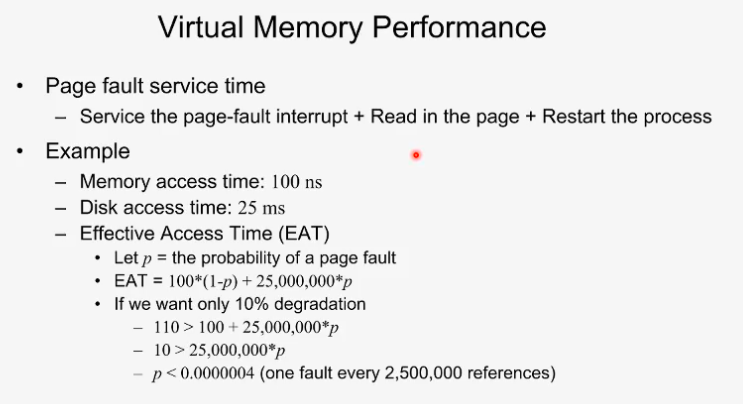 Virtual Memory Performance
• Page fault service time
– Service the page-fault interrupt + Read in the page + Restart the process
• Example
– Memory access time: 100 ns
– Disk access time: 25 ms
– Effective Access Time (EAT)
• Let p = the probability of a page fault
• EAT = 100*(1-p) + 25,000,000*p
• If we want only 10% degradation
– 110 > 100 + 25,000,000*p
– 10 > 25,000,000*p
– p < 0.0000004 (one fault every 2,500,000 references)